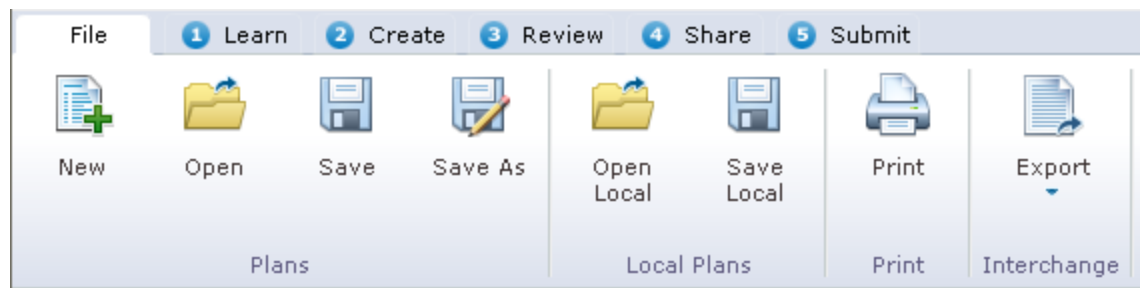 File 1 Learn 2 Create 3 Review 4 Share 5 Submit
New Open Save Save As Open Local Save Local Print Export
Plans Local Plans Print Interchange